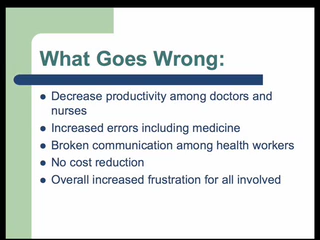 What Goes Wrong:
Decrease productivity among doctors and
nurses
Increased errors including medicine
Broken communication among health workers
No cost reduction
Overall increased frustration for all involved